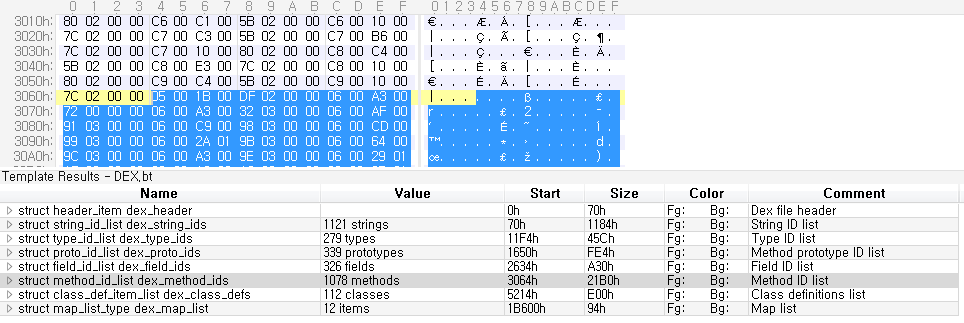 0 1 2 3 4 5 6 7 8 9 A B C D E F 0123456789ABCDEF
3010h: 80 02 00 00 C6 00 C1 00 5B 02 00 00 C6 00 10 00 €...Æ.Á.[...Æ...
3020h: 7C 02 00 00 C7 00 C3 00 5B 02 00 00 C7 00 B6 00 |...Ç.Ã.[...Ç.¶.
3030h: 7C 02 00 00 C7 00 10 00 80 02 00 00 C8 00 C4 00 |...Ç...€...È.Ä.
3040h: 5B 02 00 00 C8 00 E3 00 7C 02 00 00 C8 00 10 00 [...È.ã.|...È...
3050h: 80 02 00 00 C9 00 C4 00 5B 02 00 00 C9 00 10 00 €...É.Ä.[...É...
3060h: 7C 02 00 00 05 00 1B 00 DF 02 00 00 06 00 A3 00 |.......ß.....£.
3070h: 72 00 00 00 06 00 A3 00 32 03 00 00 06 00 AF 00 r.....£.2.....¯.
3080h: 91 03 00 00 06 00 C9 00 98 03 00 00 06 00 CD 00 ‘.....É.˜.....Í.
3090h: 99 03 00 00 06 00 2A 01 9B 03 00 00 06 00 64 00 ™.....*.›.....d.
30A0h: 9C 03 00 00 06 00 A3 00 9E 03 00 00 06 00 29 01 œ.....£.ž.....).
Template Results - DEX.bt
Name Value Start Size Color Comment
struct header_item dex_header 0h 70h Fg: Bg: Dex file header
struct string_id_list dex_string_ids 1121 strings 70h 1184h Fg: Bg: String ID list
struct type_id_list dex_type_ids 279 types 11F4h 45Ch Fg: Bg: Type ID list
struct proto_id_list dex_proto_ids 339 prototypes 1650h FE4h Fg: Bg: Method prototype ID list
struct field_id_list dex_field_ids 326 fields 2634h A30h Fg: Bg: Field ID list
struct method_id_list dex_method_ids 1078 methods 3064h 21B0h Fg: Bg: Method ID list
struct class_def_item_list dex_class_defs 112 classes 5214h E00h Fg: Bg: Class definitions list
struct map_list_type dex_map_list 12 items 1B600h 94h Fg: Bg: Map list